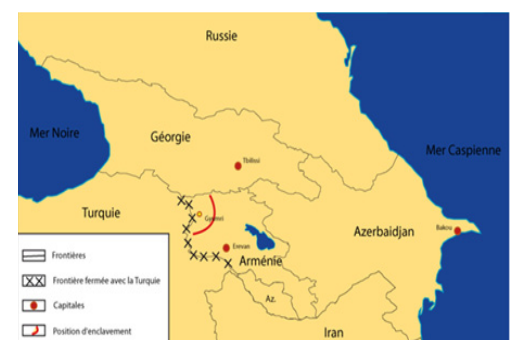 Russie
Mer Noire
Géorgie
Tbilissi
Mer Caspienne
Turquie
Gyumri
Azerbaidjan
Bakou
Erevan
Arménie
Az.
Iran
Frontières
Frontière fermée avec la Turquie
Capitales
Position d'enclavement